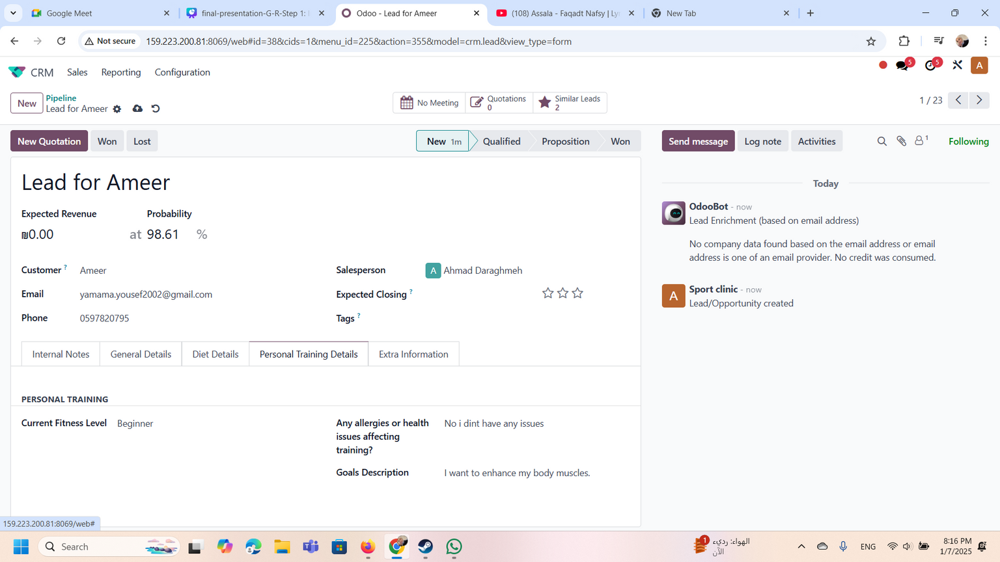 Google Meet
final-presentation-G-R-Step 1:
Odoo - Lead for Ameer
(108) Assala - Faqadt Nafsy | Ly
New Tab
Not secure
159.223.200.81:8069/web#id=38&cids=1&menu_id=225&action=355&model=crm.lead&view_type=form
CRM
Sales
Reporting
Configuration
5
5
A
New
Pipeline
Lead for Ameer
No Meeting
Quotations
0
Similar Leads
2
1 / 23
New Quotation
Won
Lost
New 1m
Qualified
Proposition
Won
Send message
Log note
Activities
1
Following
Lead for Ameer
Expected Revenue
Probability
₪0.00
at 98.61 %
Customer ?
Ameer
Email
yamama.yousef2002@gmail.com
Phone
0597820795
Salesperson
A Ahmad Daraghmeh
Expected Closing ?
Tags ?
Internal Notes
General Details
Diet Details
Personal Training Details
Extra Information
PERSONAL TRAINING
Current Fitness Level
Beginner
Any allergies or health
issues affecting
training?
No i dint have any issues
Goals Description
I want to enhance my body muscles.
Today
OdooBot - now
Lead Enrichment (based on email address)
No company data found based on the email address or email
address is one of an email provider. No credit was consumed.
A
Sport clinic - now
Lead/Opportunity created
159.223.200.81:8069/web#
Search
1
الهواء: رديء
الآن
ENG
8:16 PM
1/7/2025